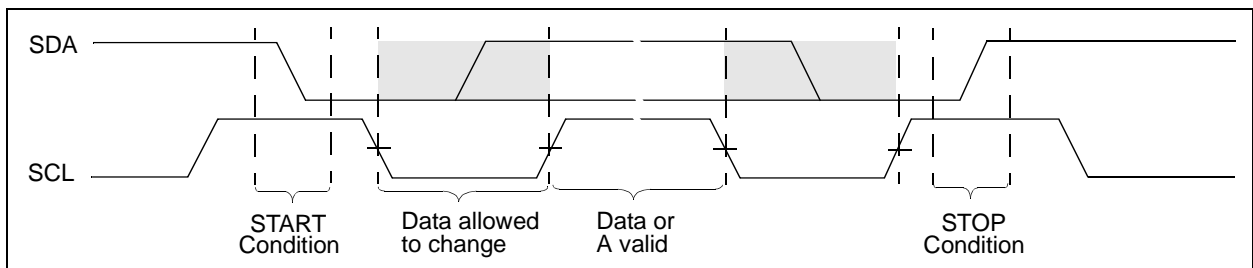 SDA
SCL
START
Condition
Data allowed
to change
Data or
A valid
STOP
Condition